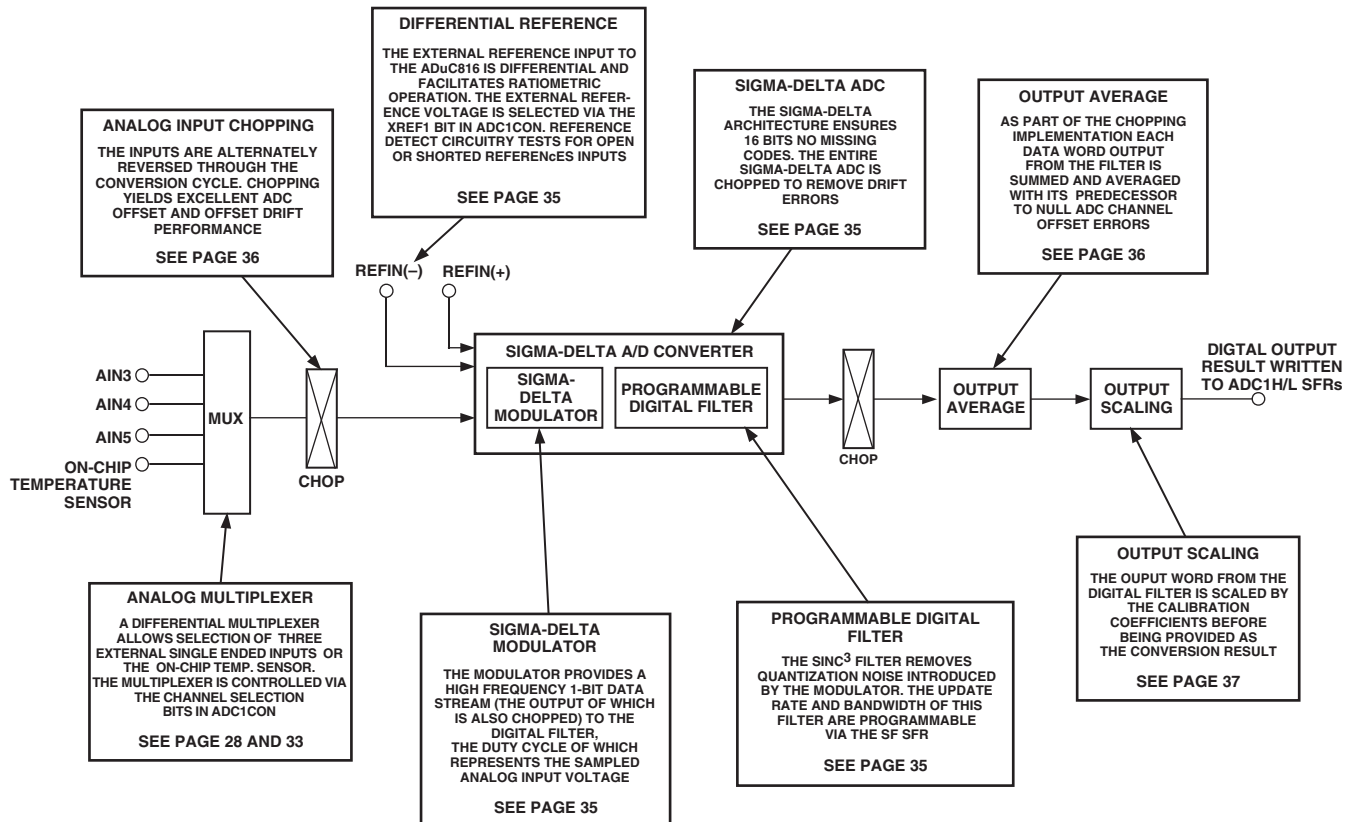 DIFFERENTIAL REFERENCE
THE EXTERNAL REFERENCE INPUT TO
THE ADuC816 IS DIFFERENTIAL AND
FACILITATES RATIOMETRIC
OPERATION. THE EXTERNAL REFER-
ENCE VOLTAGE IS SELECTED VIA THE
XREF1 BIT IN ADC1CON. REFERENCE
DETECT CIRCUITRY TESTS FOR OPEN
OR SHORTED REFERENcES INPUTS
SEE PAGE 35
SIGMA-DELTA ADC
THE SIGMA-DELTA
ARCHITECTURE ENSURES
16 BITS NO MISSING
CODES. THE ENTIRE
SIGMA-DELTA ADC IS
CHOPPED TO REMOVE DRIFT
ERRORS
SEE PAGE 35
OUTPUT AVERAGE
AS PART OF THE CHOPPING
IMPLEMENTATION EACH
DATA WORD OUTPUT
FROM THE FILTER IS
SUMMED AND AVERAGED
WITH ITS PREDECESSOR
TO NULL ADC CHANNEL
OFFSET ERRORS
SEE PAGE 36
ANALOG INPUT CHOPPING
THE INPUTS ARE ALTERNATELY
REVERSED THROUGH THE
CONVERSION CYCLE. CHOPPING
YIELDS EXCELLENT ADC
OFFSET AND OFFSET DRIFT
PERFORMANCE
SEE PAGE 36
REFIN(–) REFIN(+)
AIN3
AIN4
AIN5
ON-CHIP
TEMPERATURE
SENSOR
MUX
CHOP
SIGMA-DELTA A/D CONVERTER
SIGMA-
DELTA
MODULATOR
PROGRAMMABLE
DIGITAL FILTER
CHOP
OUTPUT
AVERAGE
OUTPUT
SCALING
DIGTAL OUTPUT
RESULT WRITTEN
TO ADC1H/L SFRs
ANALOG MULTIPLEXER
A DIFFERENTIAL MULTIPLEXER
ALLOWS SELECTION OF THREE
EXTERNAL SINGLE ENDED INPUTS OR
THE ON-CHIP TEMP. SENSOR.
THE MULTIPLEXER IS CONTROLLED VIA
THE CHANNEL SELECTION
BITS IN ADC1CON
SEE PAGE 28 AND 33
SIGMA-DELTA
MODULATOR
THE MODULATOR PROVIDES A
HIGH FREQUENCY 1-BIT DATA
STREAM (THE OUTPUT OF WHICH
IS ALSO CHOPPED) TO THE
DIGITAL FILTER,
THE DUTY CYCLE OF WHICH
REPRESENTS THE SAMPLED
ANALOG INPUT VOLTAGE
SEE PAGE 35
PROGRAMMABLE DIGITAL
FILTER
THE SINC³ FILTER REMOVES
QUANTIZATION NOISE INTRODUCED
BY THE MODULATOR. THE UPDATE
RATE AND BANDWIDTH OF THIS
FILTER ARE PROGRAMMABLE
VIA THE SF SFR
SEE PAGE 35
OUTPUT SCALING
THE OUPUT WORD FROM THE
DIGITAL FILTER IS SCALED BY
THE CALIBRATION
COEFFICIENTS BEFORE
BEING PROVIDED AS
THE CONVERSION RESULT
SEE PAGE 37